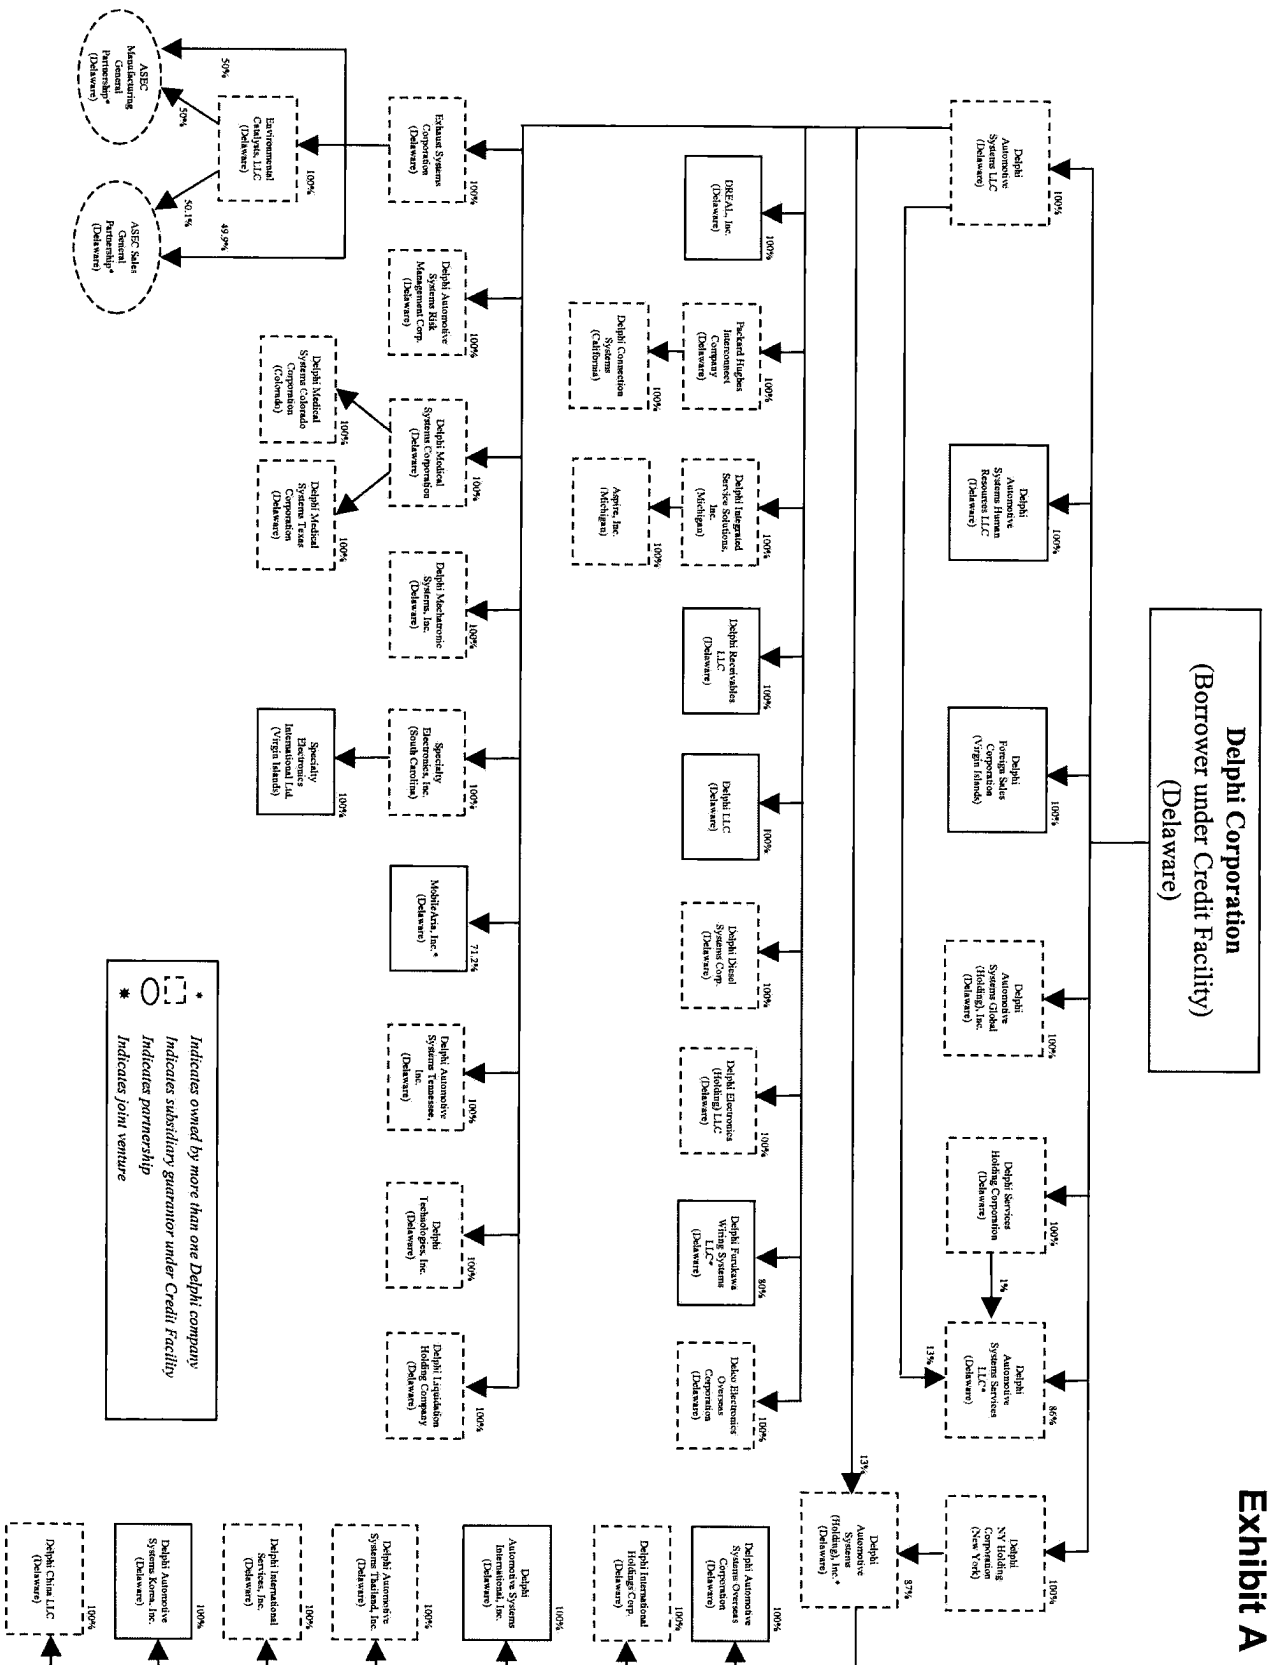 Exhibit A
Delphi Corporation
(Borrower under Credit Facility)
(Delaware)
100%
Delphi
Automotive
Systems LLC
(Delaware)
100%
Delphi
Automotive
Systems Human
Resources LLC
(Delaware)
100%
Delphi
Foreign Sales
Corporation
(Virgin Islands)
100%
Delphi
Automotive
Systems Global
(Holding), Inc.
(Delaware)
100%
Delphi Services
Holding Corporation
(Delaware)
1%
86%
Delphi
Automotive
Systems Services
LLC*
(Delaware)
13%
100%
Delphi
NY Holding
Corporation
(New York)
87%
13%
Delphi
Automotive
Systems
(Holding), Inc.*
(Delaware)
100%
DREAL, Inc.
(Delaware)
100%
Packard Hughes
Interconnect
Company
(Delaware)
100%
Delphi Connection
Systems
(California)
100%
Delphi Integrated
Service Solutions,
Inc.
(Michigan)
100%
Aspire, Inc.
(Michigan)
100%
Delphi Receivables
LLC
(Delaware)
100%
Delphi LLC
(Delaware)
100%
Delphi Diesel
Systems Corp.
(Delaware)
100%
Delphi Electronics
(Holding) LLC
(Delaware)
80%
Delphi Furukawa
Wiring Systems
LLC*
(Delaware)
100%
Delco Electronics
Overseas
Corporation
(Delaware)
100%
Exhaust Systems
Corporation
(Delaware)
100%
Environmental
Catalysts, LLC
(Delaware)
50%
50%
50.1%
49.9%
ASEC
Manufacturing
General
Partnership*
(Delaware)
ASEC Sales
General
Partnership*
(Delaware)
100%
Delphi Automotive
Systems Risk
Management Corp.
(Delaware)
100%
Delphi Medical
Systems Corporation
(Delaware)
100%
Delphi Medical
Systems Colorado
Corporation
(Colorado)
100%
Delphi Medical
Systems Texas
Corporation
(Delaware)
100%
Delphi Mechatronic
Systems, Inc.
(Delaware)
100%
Specialty
Electronics, Inc.
(South Carolina)
100%
Specialty
Electronics
International Ltd.
(Virgin Islands)
71.2%
MobileAria, Inc.*
(Delaware)
100%
Delphi Automotive
Systems Tennessee,
Inc.
(Delaware)
100%
Delphi
Technologies, Inc.
(Delaware)
100%
Delphi Liquidation
Holding Company
(Delaware)
100%
Delphi Automotive
Systems Overseas
Corporation
(Delaware)
100%
Delphi International
Holdings Corp.
(Delaware)
100%
Delphi
Automotive Systems
International, Inc.
(Delaware)
100%
Delphi Automotive
Systems Thailand, Inc.
(Delaware)
100%
Delphi International
Services, Inc.
(Delaware)
100%
Delphi Automotive
Systems Korea, Inc.
(Delaware)
100%
Delphi China LLC
(Delaware)
* Indicates owned by more than one Delphi company
Indicates subsidiary guarantor under Credit Facility
Indicates partnership
* Indicates joint venture